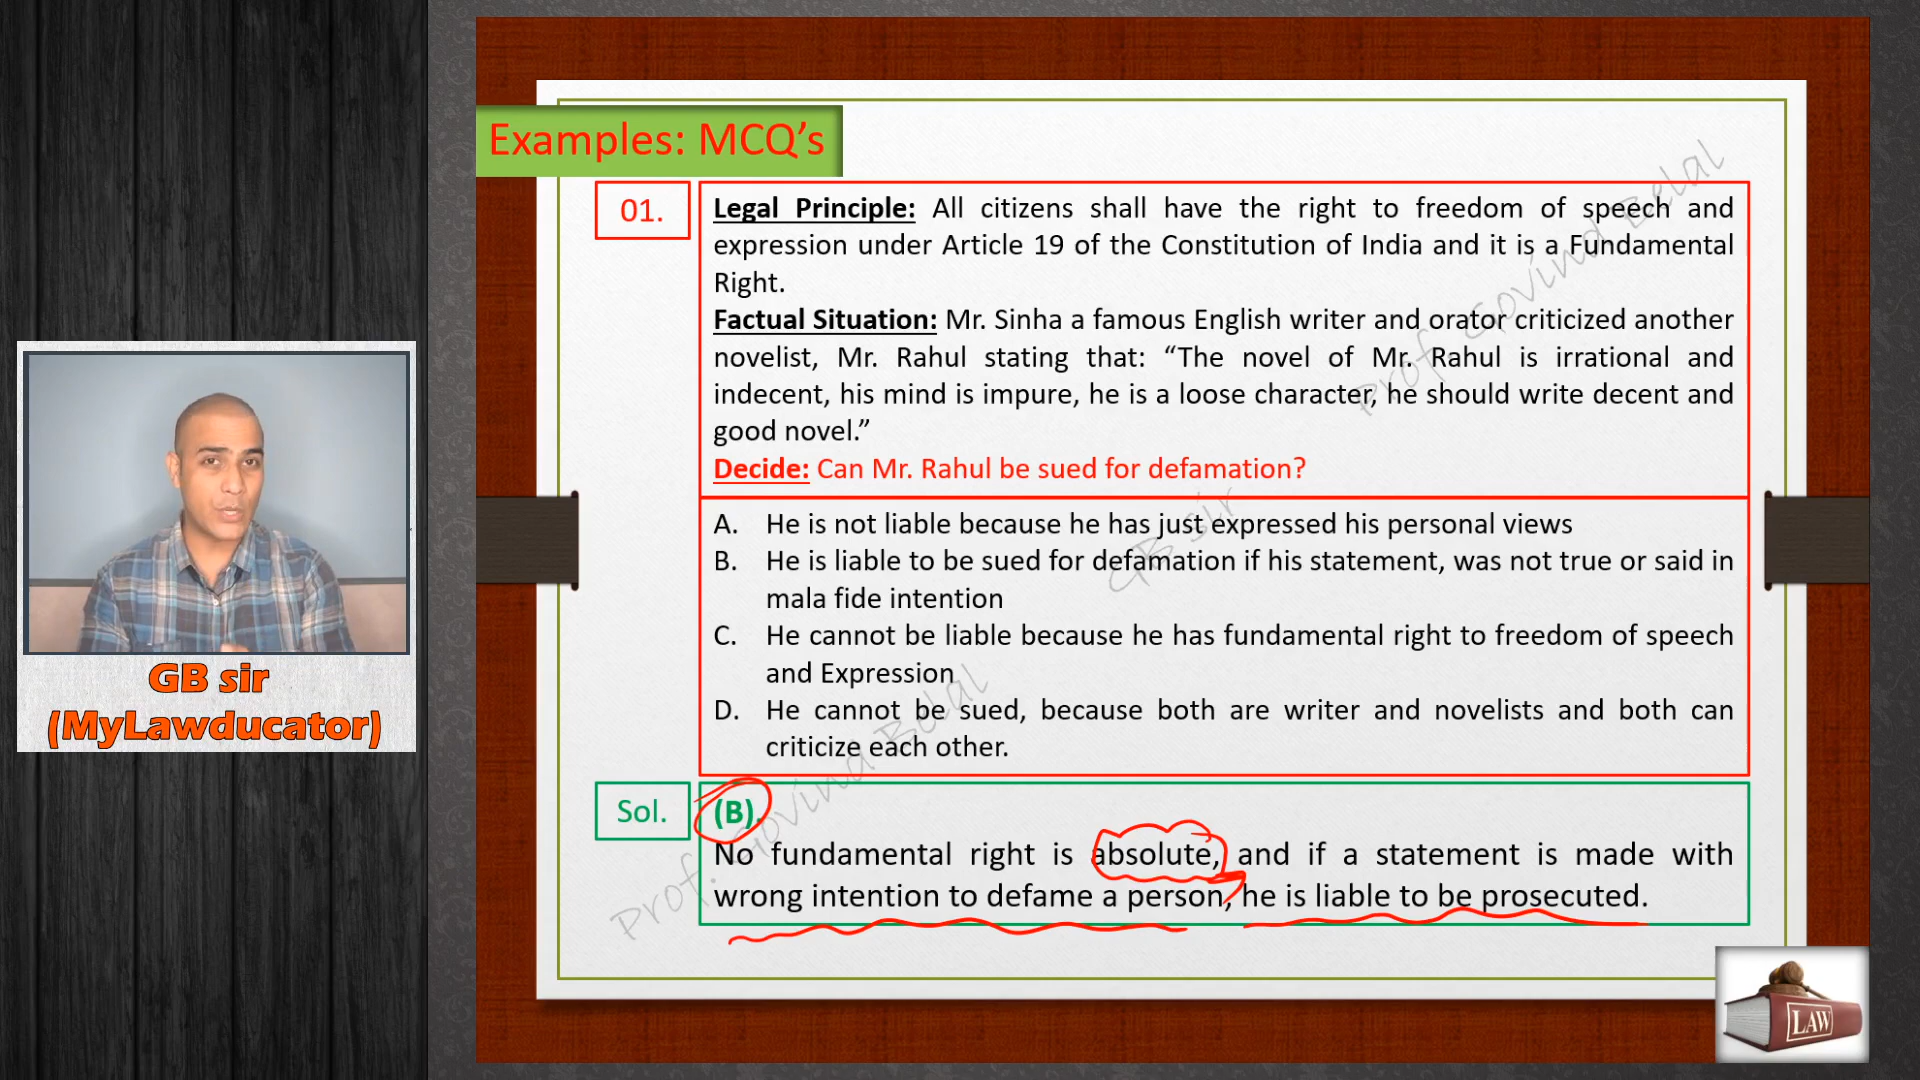 Examples: MCQ's
01.
Legal Principle: All citizens shall have the right to freedom of speech and
expression under Article 19 of the Constitution of India and it is a Fundamental
Right.
Factual Situation: Mr. Sinha a famous English writer and orator criticized another
novelist, Mr. Rahul stating that: “The novel of Mr. Rahul is irrational and
indecent, his mind is impure, he is a loose character, he should write decent and
good novel.”
Decide: Can Mr. Rahul be sued for defamation?
A. He is not liable because he has just expressed his personal views
B. He is liable to be sued for defamation if his statement, was not true or said in
mala fide intention
C. He cannot be liable because he has fundamental right to freedom of speech
and Expression
D. He cannot be sued, because both are writer and novelists and both can
criticize each other.
Sol.
(B).
No fundamental right is absolute, and if a statement is made with
wrong intention to defame a person, he is liable to be prosecuted.
GB sir
(MyLawducator)
Prof. Govind Belal
GB sir
Prof. Govind Belal
LAW